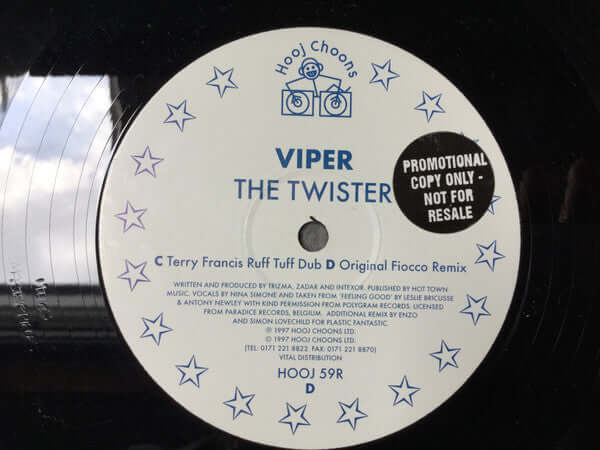 Hooj Choons
VIPER
THE TWISTER
PROMOTIONAL
COPY ONLY -
NOT FOR
RESALE
C Terry Francis Ruff Tuff Dub D Original Fiocco Remix
WRITTEN AND PRODUCED BY TRIZMA, ZADAR AND INTEXOR. PUBLISHED BY HOT TOWN
MUSIC. VOCALS BY NINA SIMONE AND TAKEN FROM 'FEELING GOOD' BY LESLIE BRICUSSE
& ANTONY NEWLEY WITH KIND PERMISSION FROM POLYGRAM RECORDS. LICENSED
FROM PARADICE RECORDS, BELGIUM. ADDITIONAL REMIX BY ENZO
AND SIMON LOVECHILD FOR PLASTIC FANTASTIC.
℗ 1997 HOOJ CHOONS LTD.
© 1997 HOOJ CHOONS LTD.
(TEL: 0171 221 8822. FAX: 0171 221 8870)
VITAL DISTRIBUTION
HOOJ 59R
D